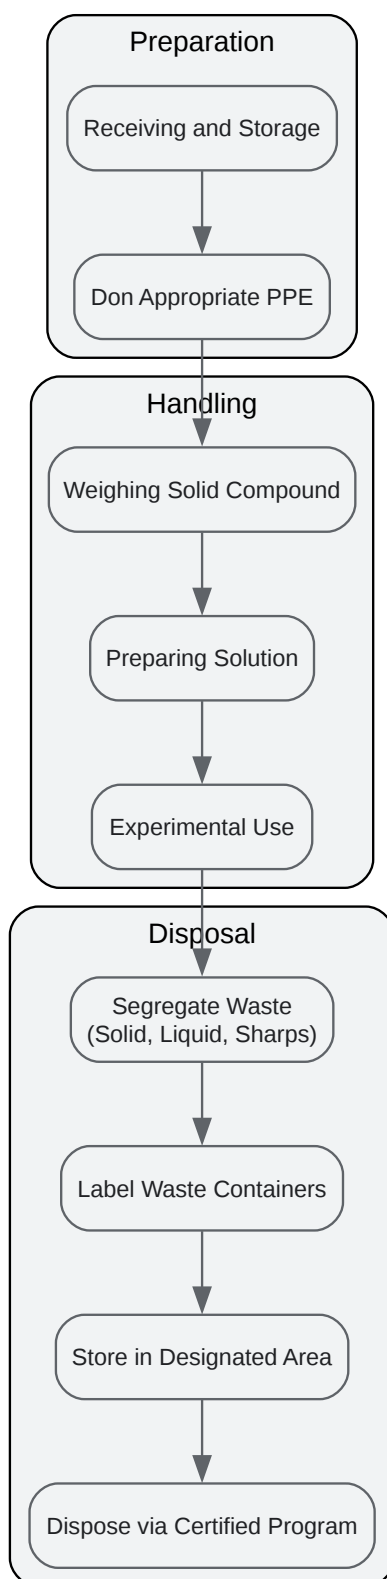 Preparation
Receiving and Storage
Don Appropriate PPE
Handling
Weighing Solid Compound
Preparing Solution
Experimental Use
Disposal
Segregate Waste
(Solid, Liquid, Sharps)
Label Waste Containers
Store in Designated Area
Dispose via Certified Program